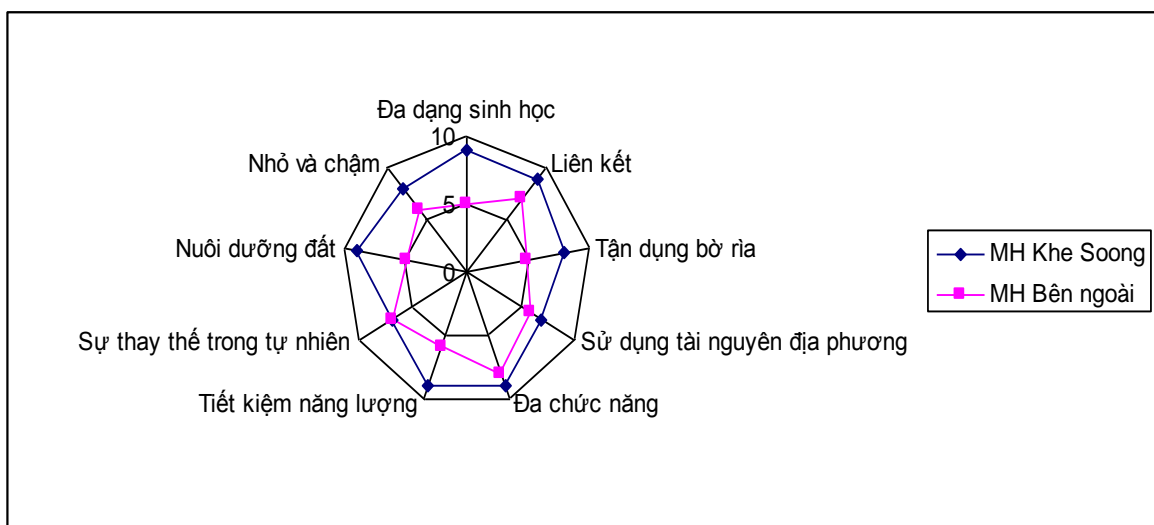 Đa dạng sinh học
10
Nhỏ và chậm
Liên kết
5
Nuôi dưỡng đất
Tận dụng bờ rìa
0
MH Khe Soong
MH Bên ngoài
Sự thay thế trong tự nhiên
Sử dụng tài nguyên địa phương
Tiết kiệm năng lượng
Đa chức năng